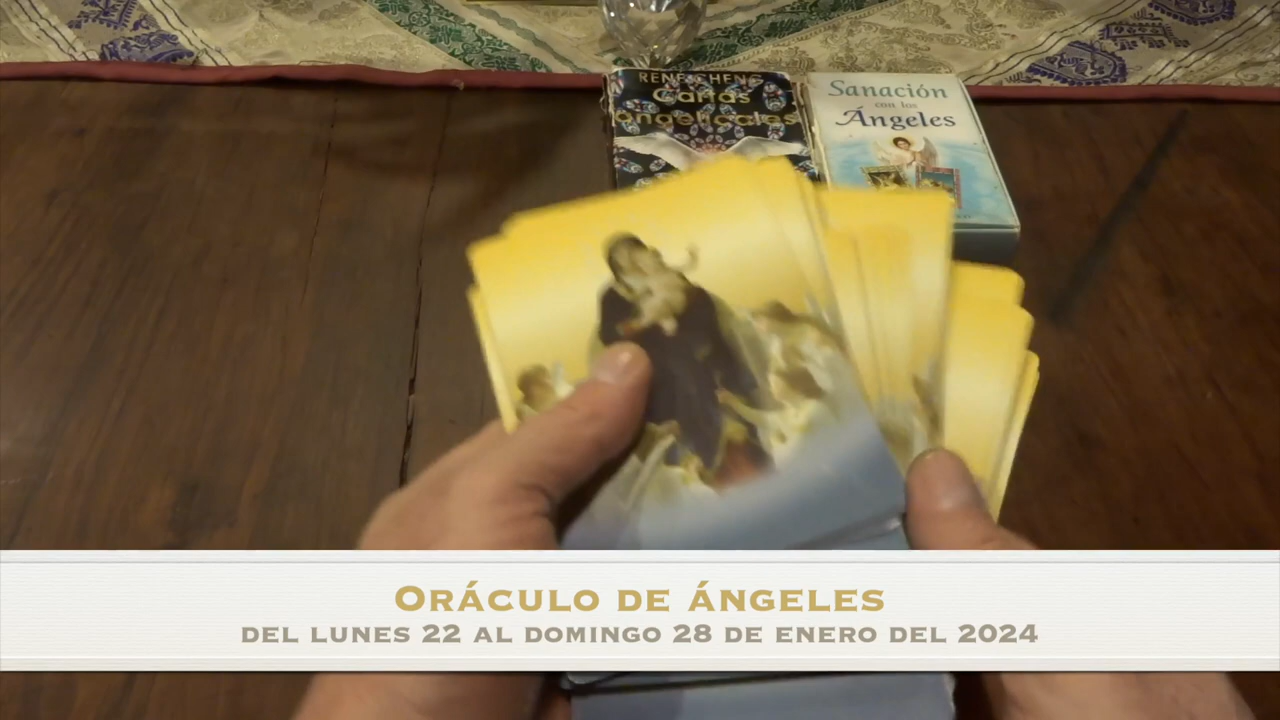 RENE CHENG
Cartas
angelicales
Sanación
con los
Ángeles
ORÁCULO DE ÁNGELES
DEL LUNES 22 AL DOMINGO 28 DE ENERO DEL 2024